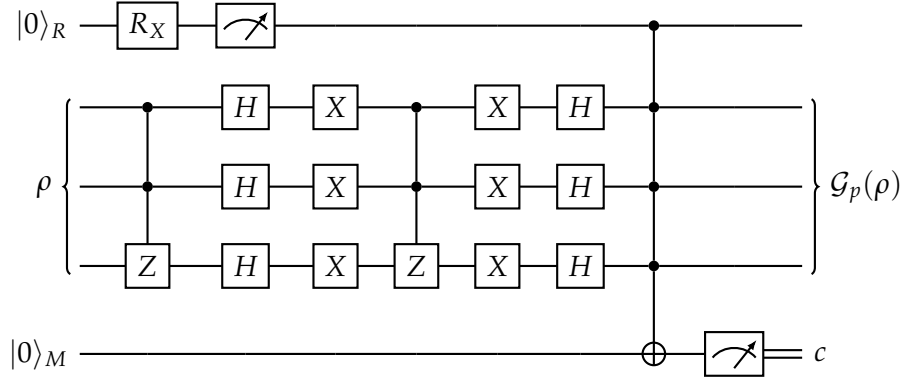 |0⟩_R R_X
H X X H
ρ H X X H 𝒢_p(ρ)
Z H X Z X H
|0⟩_M c